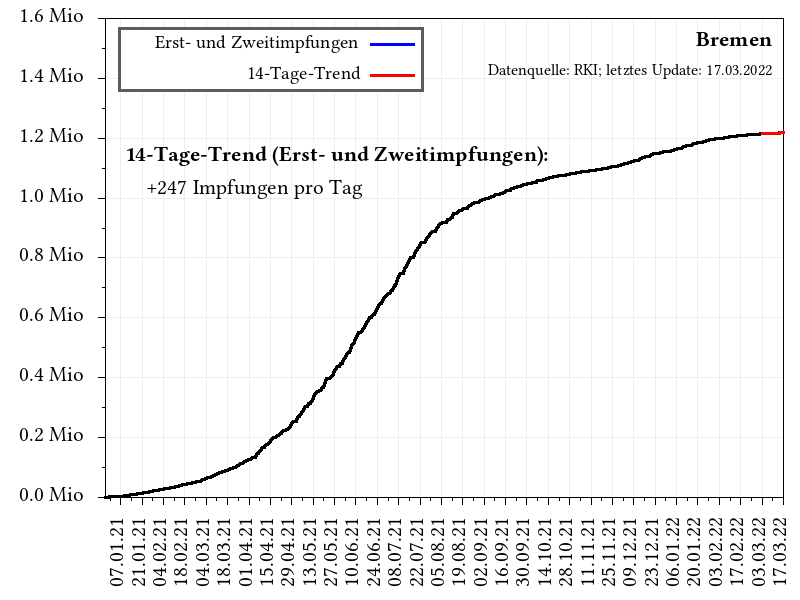 1.6 Mio
1.4 Mio
1.2 Mio
1.0 Mio
0.8 Mio
0.6 Mio
0.4 Mio
0.2 Mio
0.0 Mio
Erst- und Zweitimpfungen
14-Tage-Trend
Bremen
Datenquelle: RKI; letztes Update: 17.03.2022
14-Tage-Trend (Erst- und Zweitimpfungen):
+247 Impfungen pro Tag
07.01.21
21.01.21
04.02.21
18.02.21
04.03.21
18.03.21
01.04.21
15.04.21
29.04.21
13.05.21
27.05.21
10.06.21
24.06.21
08.07.21
22.07.21
05.08.21
19.08.21
02.09.21
16.09.21
30.09.21
14.10.21
28.10.21
11.11.21
25.11.21
09.12.21
23.12.21
06.01.22
20.01.22
03.02.22
17.02.22
03.03.22
17.03.22